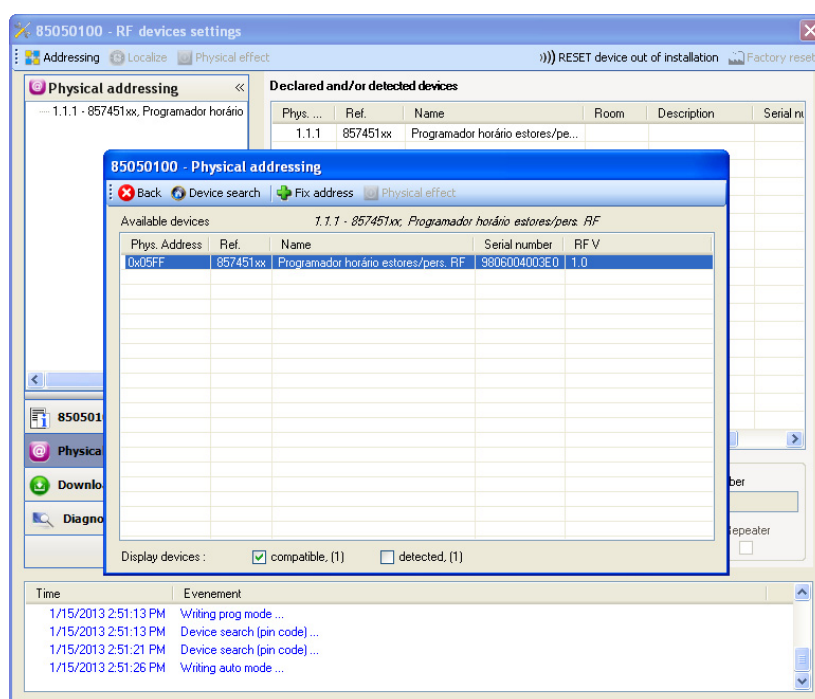 85050100 - RF devices settings
Addressing Localize Physical effect ))) RESET device out of installation Factory reset
Physical addressing «
1.1.1 - 857451xx, Programador horário
Declared and/or detected devices
Phys. ... Ref. Name Room Description Serial nu
1.1.1 857451xx Programador horário estores/pe...
85050100 - Physical addressing
Back Device search Fix address Physical effect
Available devices 1.1.1 - 857451xx, Programador horário estores/pers. RF
Phys. Address Ref. Name Serial number RF V
0x05FF 857451xx Programador horário estores/pers. RF 9806004003E0 1.0
Display devices : compatible, (1) detected, (1)
850501
Physica
Downlo
Diagno
ber
epeater
Time Evenement
1/15/2013 2:51:13 PM Writing prog mode ...
1/15/2013 2:51:13 PM Device search (pin code) ...
1/15/2013 2:51:21 PM Device search (pin code) ...
1/15/2013 2:51:26 PM Writing auto mode ...